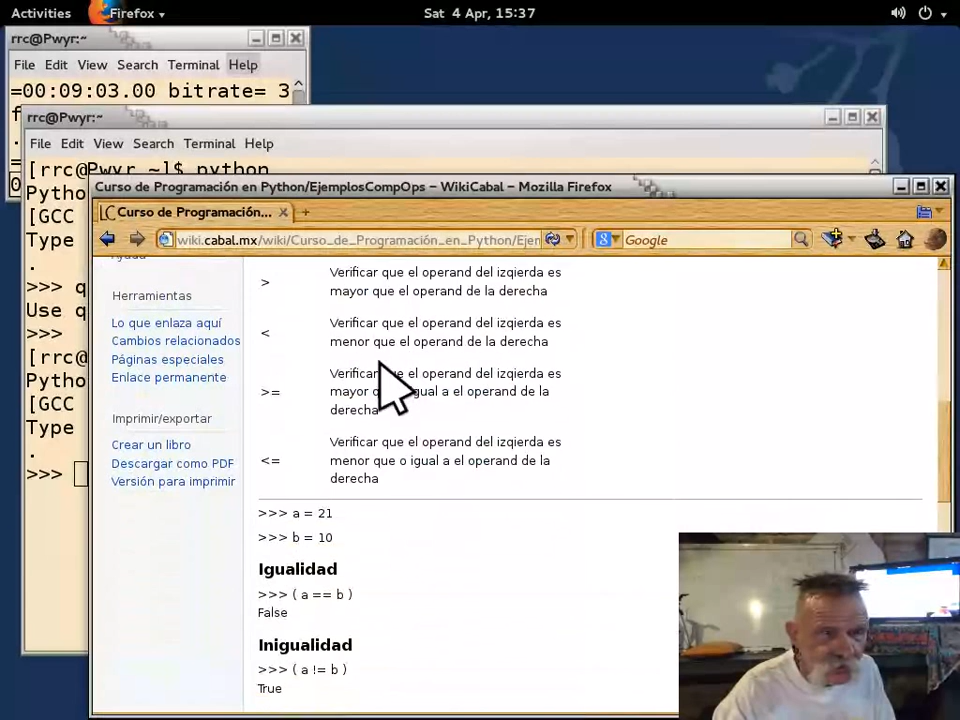 Activities
Firefox
Sat 4 Apr, 15:37
rrc@Pwyr:~
File Edit View Search Terminal Help
=00:09:03.00 bitrate= 3
rrc@Pwyr:~
File Edit View Search Terminal Help
[rrc@Pwyr ~]$ python
Pytho
[GCC
Type
.
>>> q
Use q
>>>
[rrc@
Pytho
[GCC
Type
.
>>>
Curso de Programación en Python/EjemplosCompOps – WikiCabal – Mozilla Firefox
Curso de Programación...
wiki.cabal.mx/wiki/Curso_de_Programación_en_Python/Ejen
Google
Ayuda
Herramientas
Lo que enlaza aquí
Cambios relacionados
Páginas especiales
Enlace permanente
Imprimir/exportar
Crear un libro
Descargar como PDF
Versión para imprimir
> Verificar que el operand del izqierda es
mayor que el operand de la derecha
< Verificar que el operand del izqierda es
menor que el operand de la derecha
>= Verificar que el operand del izqierda es
mayor igual a el operand de la
derecha
<= Verificar que el operand del izqierda es
menor que o igual a el operand de la
derecha
>>> a = 21
>>> b = 10
Igualidad
>>> ( a == b )
False
Inigualidad
>>> ( a != b )
True